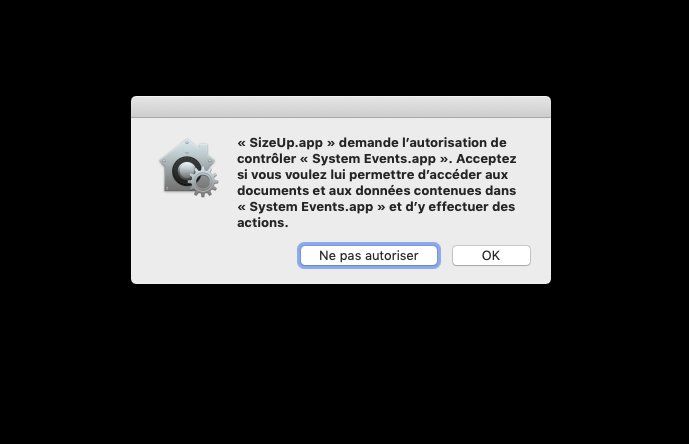 « SizeUp.app » demande l’autorisation de
contrôler « System Events.app ». Acceptez
si vous voulez lui permettre d’accéder aux
documents et aux données contenues dans
« System Events.app » et d’y effectuer des
actions.
Ne pas autoriser
OK